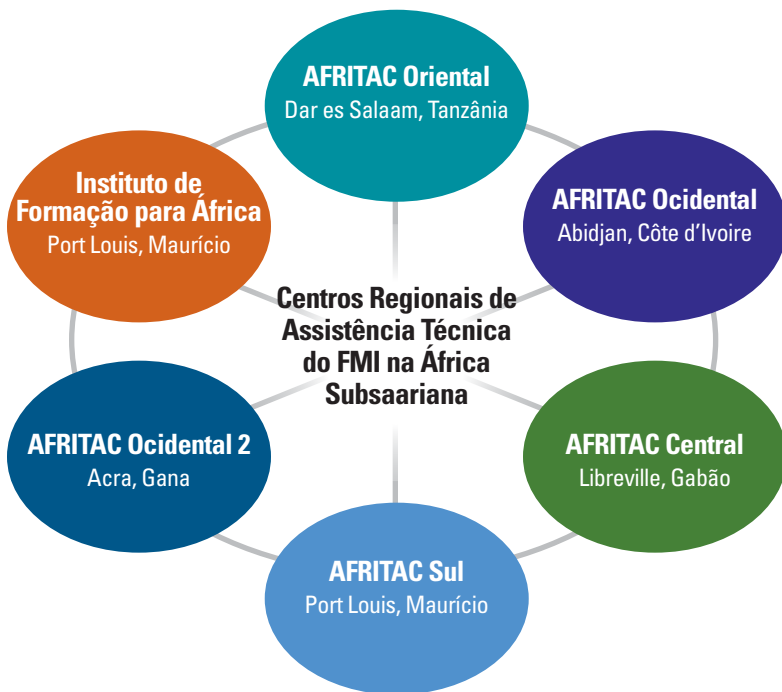 AFRITAC Oriental
Dar es Salaam, Tanzânia
AFRITAC Ocidental
Abidjan, Côte d’Ivoire
AFRITAC Central
Libreville, Gabão
AFRITAC Sul
Port Louis, Maurício
AFRITAC Ocidental 2
Acra, Gana
Instituto de
Formação para África
Port Louis, Maurício
Centros Regionais de
Assistência Técnica
do FMI na África
Subsaariana